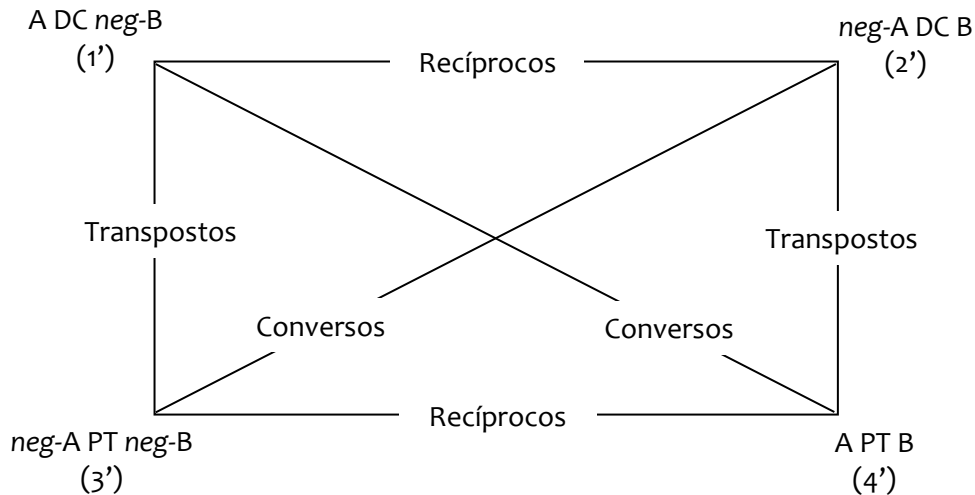 A DC neg-B
(1’)
neg-A DC B
(2’)
Recíprocos
Transpostos
Transpostos
Conversos
Conversos
Recíprocos
neg-A PT neg-B
(3’)
A PT B
(4’)